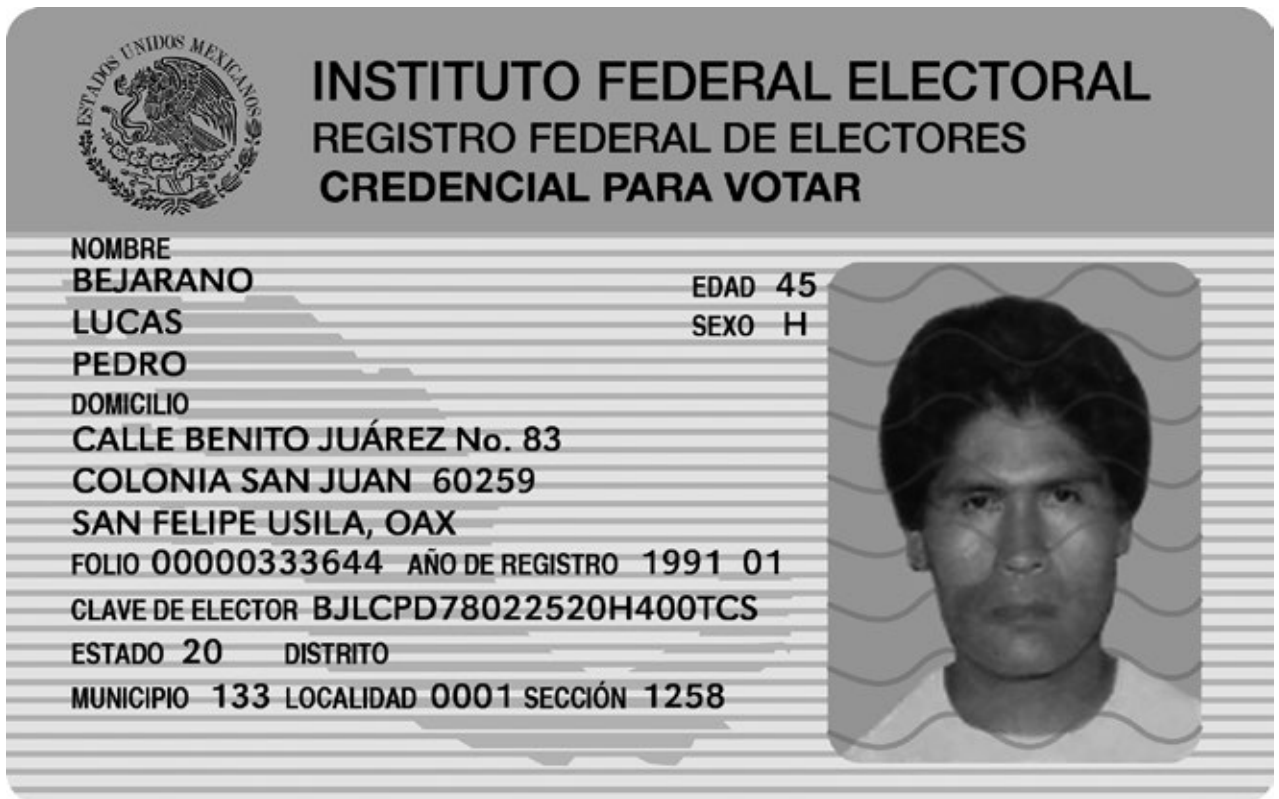 ESTADOS UNIDOS MEXICANOS
INSTITUTO FEDERAL ELECTORAL
REGISTRO FEDERAL DE ELECTORES
CREDENCIAL PARA VOTAR
NOMBRE
BEJARANO
LUCAS
PEDRO
EDAD 45
SEXO H
DOMICILIO
CALLE BENITO JUÁREZ No. 83
COLONIA SAN JUAN 60259
SAN FELIPE USILA, OAX
FOLIO 00000333644 AÑO DE REGISTRO 1991 01
CLAVE DE ELECTOR BJLCPD78022520H400TCS
ESTADO 20 DISTRITO
MUNICIPIO 133 LOCALIDAD 0001 SECCIÓN 1258